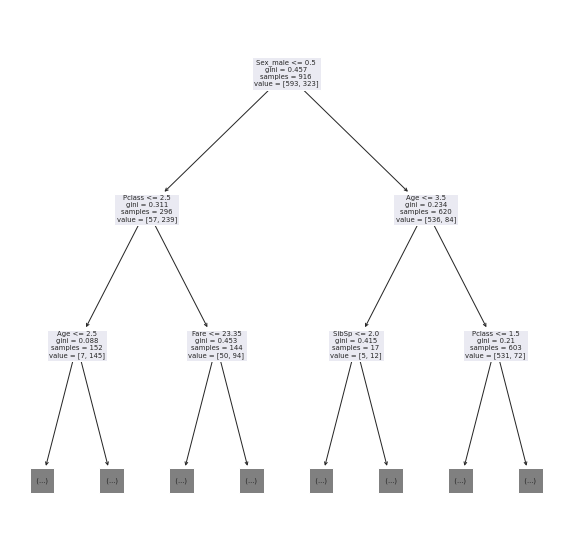 Sex_male <= 0.5
gini = 0.457
samples = 916
value = [593, 323]
Pclass <= 2.5
gini = 0.311
samples = 296
value = [57, 239]
Age <= 3.5
gini = 0.234
samples = 620
value = [536, 84]
Age <= 2.5
gini = 0.088
samples = 152
value = [7, 145]
Fare <= 23.35
gini = 0.453
samples = 144
value = [50, 94]
SibSp <= 2.0
gini = 0.415
samples = 17
value = [5, 12]
Pclass <= 1.5
gini = 0.21
samples = 603
value = [531, 72]
(...)
(...)
(...)
(...)
(...)
(...)
(...)
(...)